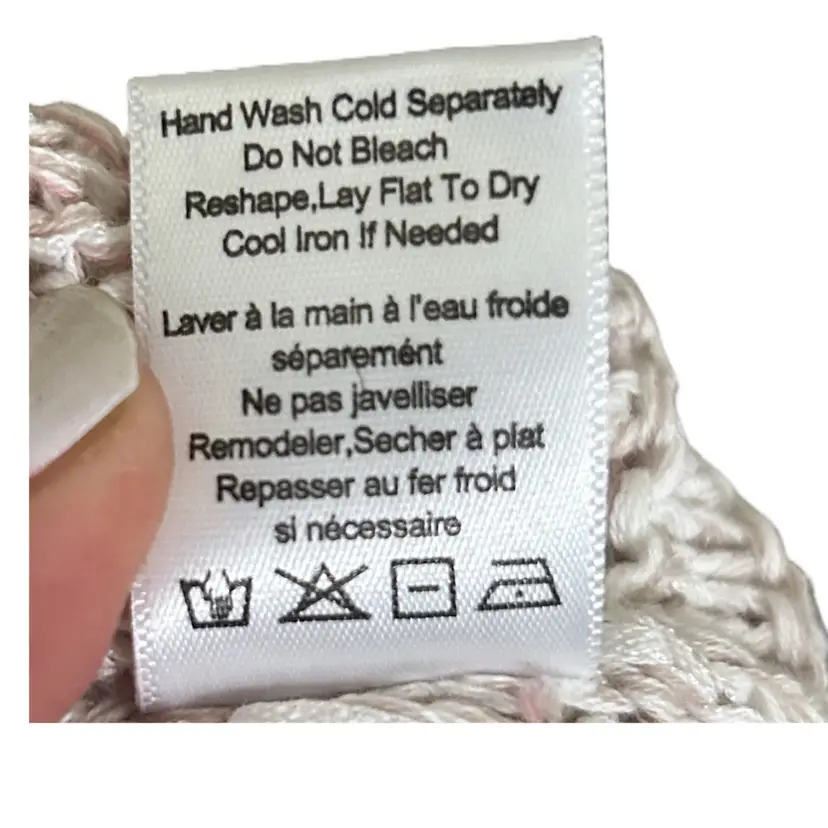 Hand Wash Cold Separately
Do Not Bleach
Reshape,Lay Flat To Dry
Cool Iron If Needed
Laver à la main à l'eau froide
séparemént
Ne pas javelliser
Remodeler,Secher à plat
Repasser au fer froid
si nécessaire